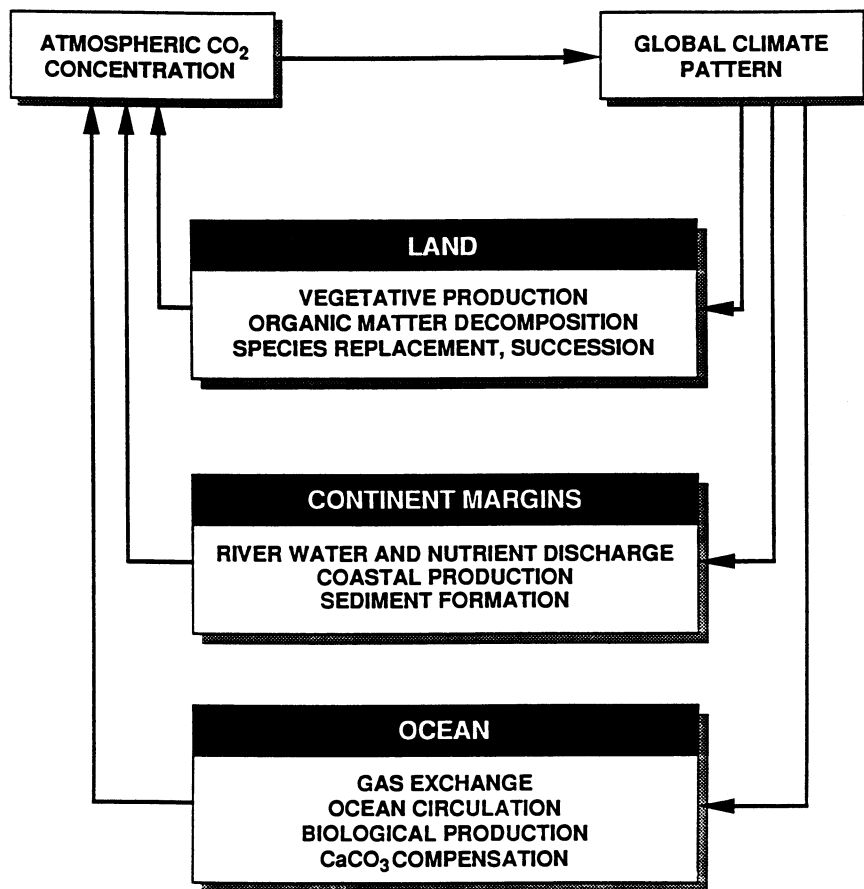 ATMOSPHERIC CO₂
CONCENTRATION
GLOBAL CLIMATE
PATTERN
LAND
VEGETATIVE PRODUCTION
ORGANIC MATTER DECOMPOSITION
SPECIES REPLACEMENT, SUCCESSION
CONTINENT MARGINS
RIVER WATER AND NUTRIENT DISCHARGE
COASTAL PRODUCTION
SEDIMENT FORMATION
OCEAN
GAS EXCHANGE
OCEAN CIRCULATION
BIOLOGICAL PRODUCTION
CaCO₃ COMPENSATION